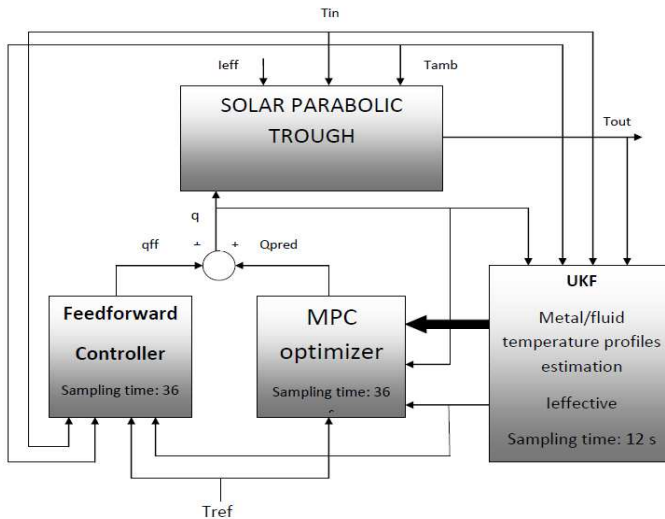 Tin
Ieff
Tamb
SOLAR PARABOLIC
TROUGH
Tout
q
qff
+
+
Qpred
Feedforward
Controller
Sampling time: 36
MPC
optimizer
Sampling time: 36
UKF
Metal/fluid
temperature profiles
estimation
Ieffective
Sampling time: 12 s
Tref